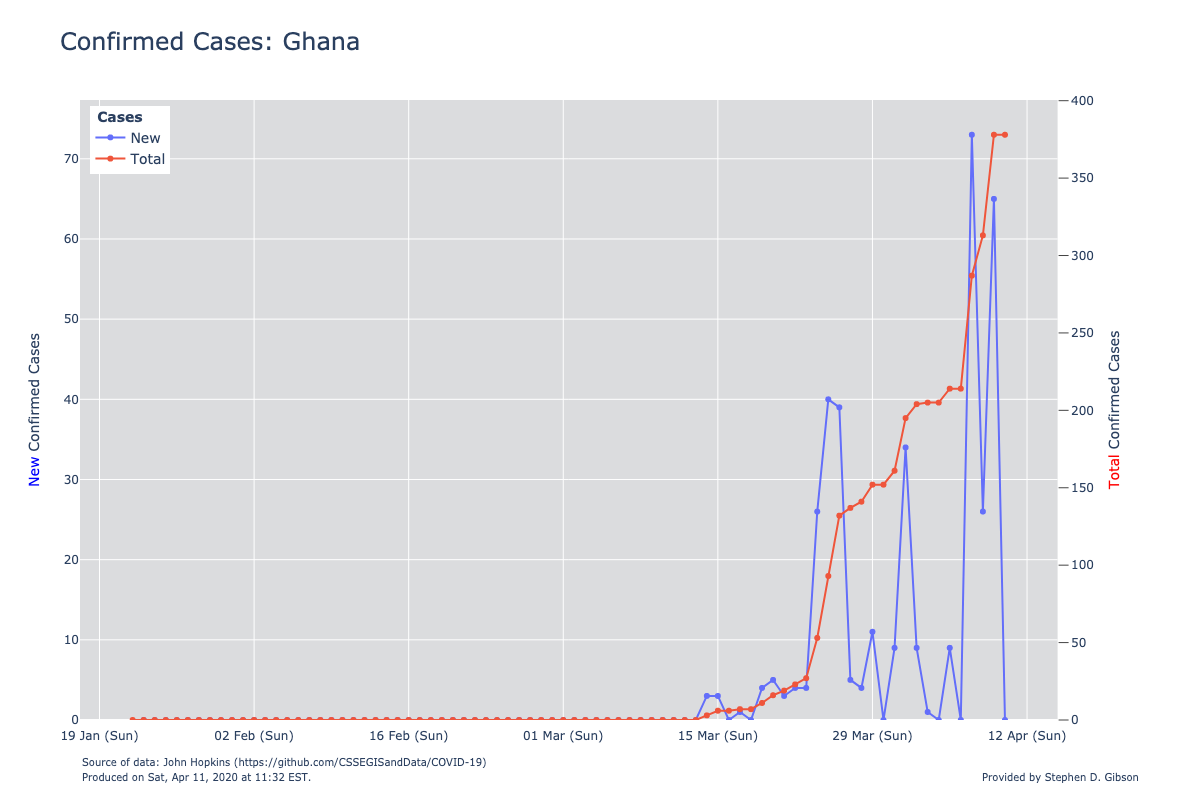 Confirmed Cases: Ghana
Cases
New
Total
70
60
50
40
30
20
10
0
400
350
300
250
200
150
100
50
0
New Confirmed Cases
Total Confirmed Cases
19 Jan (Sun)
02 Feb (Sun)
16 Feb (Sun)
01 Mar (Sun)
15 Mar (Sun)
29 Mar (Sun)
12 Apr (Sun)
Source of data: John Hopkins (https://github.com/CSSEGISandData/COVID-19)
Produced on Sat, Apr 11, 2020 at 11:32 EST.
Provided by Stephen D. Gibson